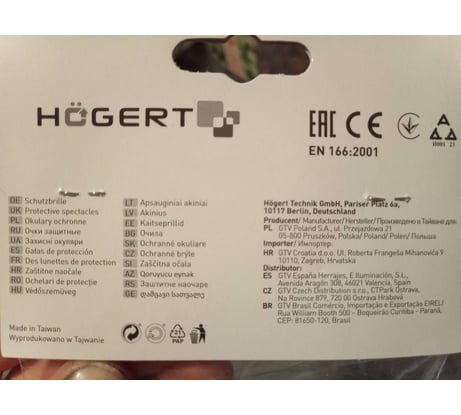 HÖGERT
EAC CE
H001 23
EN 166:2001
DE Schutzbrille
UK Protective spectacles
PL Okulary ochronne
RU Очки защитные
UA Захисні окуляри
ES Gafas de protección
FR Des lunettes de protection
HR Zaštitne naočale
RO Ochelari de protecție
HU Védőszemüveg
LT Apsauginiai akiniai
LV Akinius
EE Kaitseprillid
BG Очила
SK Ochranné okuliare
CZ Ochranné brýle
SI Zaščitna očala
AZ Qoruyucu eynək
RS Заштитне наочаре
GE დამცავი სათვალე
Made in Taiwan
Wyprodukowano w Tajwanie
21
PAP
Högert Technik GmbH, Pariser Platz 6a,
10117 Berlin, Deutschland
Producent/ Manufacturer/ Hersteller/ Произведено в Тайване для:
PL GTV Poland S.A., ul. Przejazdowa 21
05-800 Pruszków, Polska/ Poland/ Polen/ Польша
Importer/ Импортер:
HR GTV Croatia d.o.o. Ul. Roberta Frangeša Mihanovića 9
10110, Zagreb, Hrvatska
Distributor:
ES GTV España Herrajes, E Iluminación, S.L.,
Avenida Aragón 308, 46021 Valencia, Spain
CZ GTV Czech Distribution s.r.o., CTPark Ostrava,
Na Rovince 879, 720 00 Ostrava Hrabová
BR GTV Brasil Comércio, Importação e Exportação EIRELI
Rua William Booth 500 - Boqueirão Curitiba - Paraná,
CEP: 81650-120, Brasil